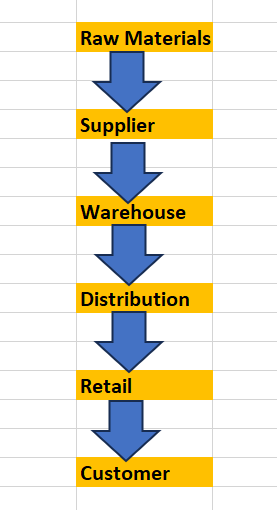 Raw Materials
Supplier
Warehouse
Distribution
Retail
Customer